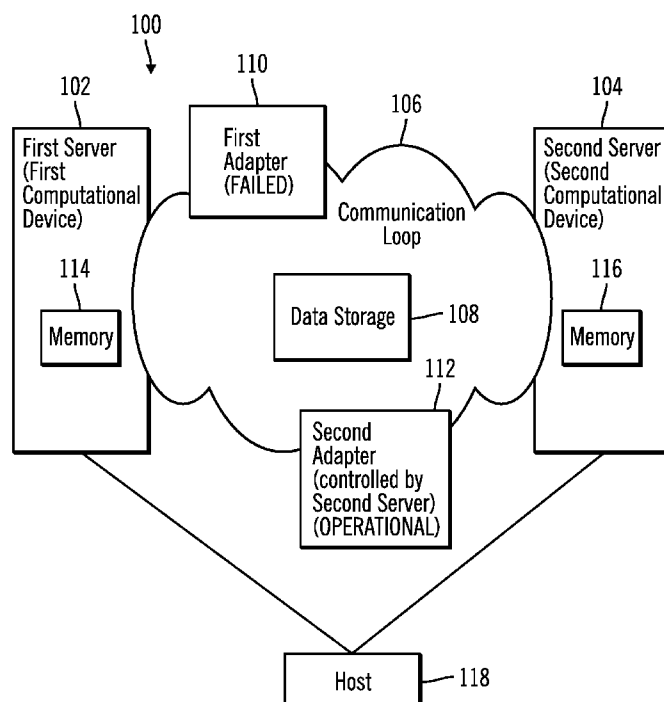 100
102
110
106
104
First Server
(First
Computational
Device)
First
Adapter
(FAILED)
Communication
Loop
Second Server
(Second
Computational
Device)
114
Memory
Data Storage
108
116
Memory
112
Second
Adapter
(controlled by
Second Server)
(OPERATIONAL)
Host
118